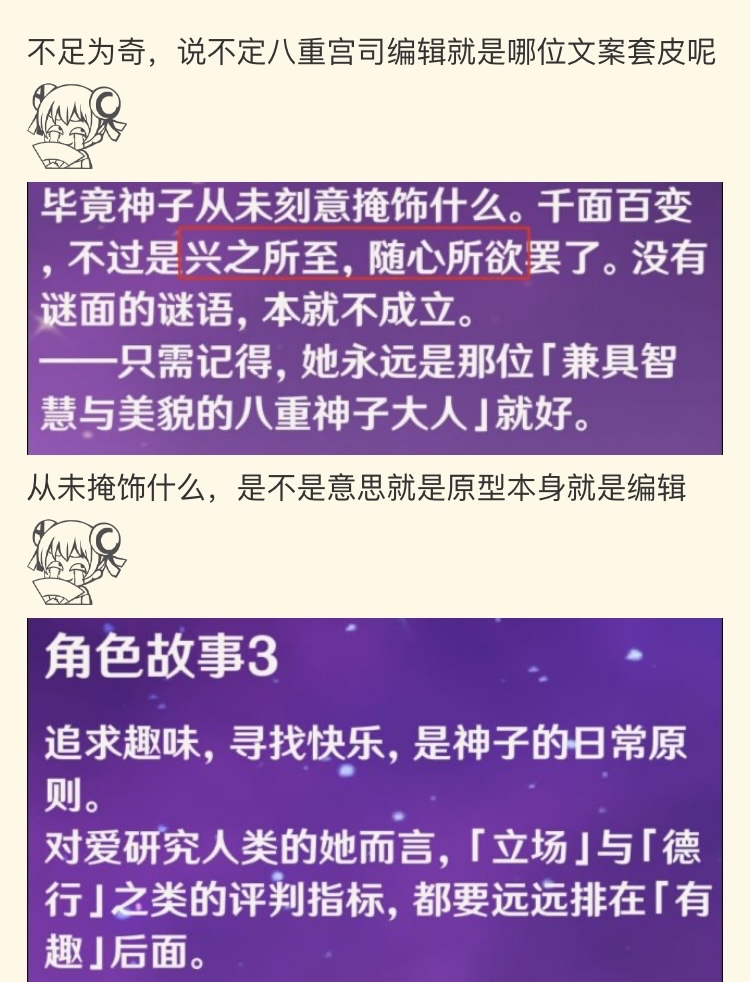 不足为奇，说不定八重宫司编辑就是哪位文案套皮呢
毕竟神子从未刻意掩饰什么。千面百变
，不过是兴之所至，随心所欲罢了。没有
谜面的谜语，本就不成立。
——只需记得，她永远是那位「兼具智
慧与美貌的八重神子大人」就好。
从未掩饰什么，是不是意思就是原型本身就是编辑
角色故事3
追求趣味，寻找快乐，是神子的日常原
则。
对爱研究人类的她而言，「立场」与「德
行」之类的评判指标，都要远远排在「有
趣」后面。